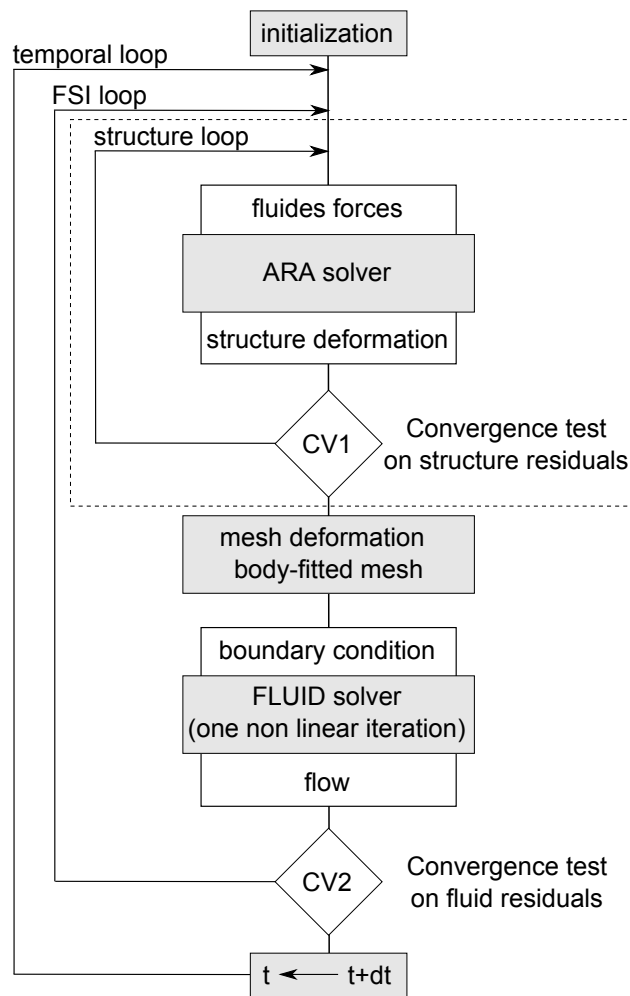 initialization
temporal loop
FSI loop
structure loop
fluides forces
ARA solver
structure deformation
CV1
Convergence test
on structure residuals
mesh deformation
body-fitted mesh
boundary condition
FLUID solver
(one non linear iteration)
flow
CV2
Convergence test
on fluid residuals
t t+dt